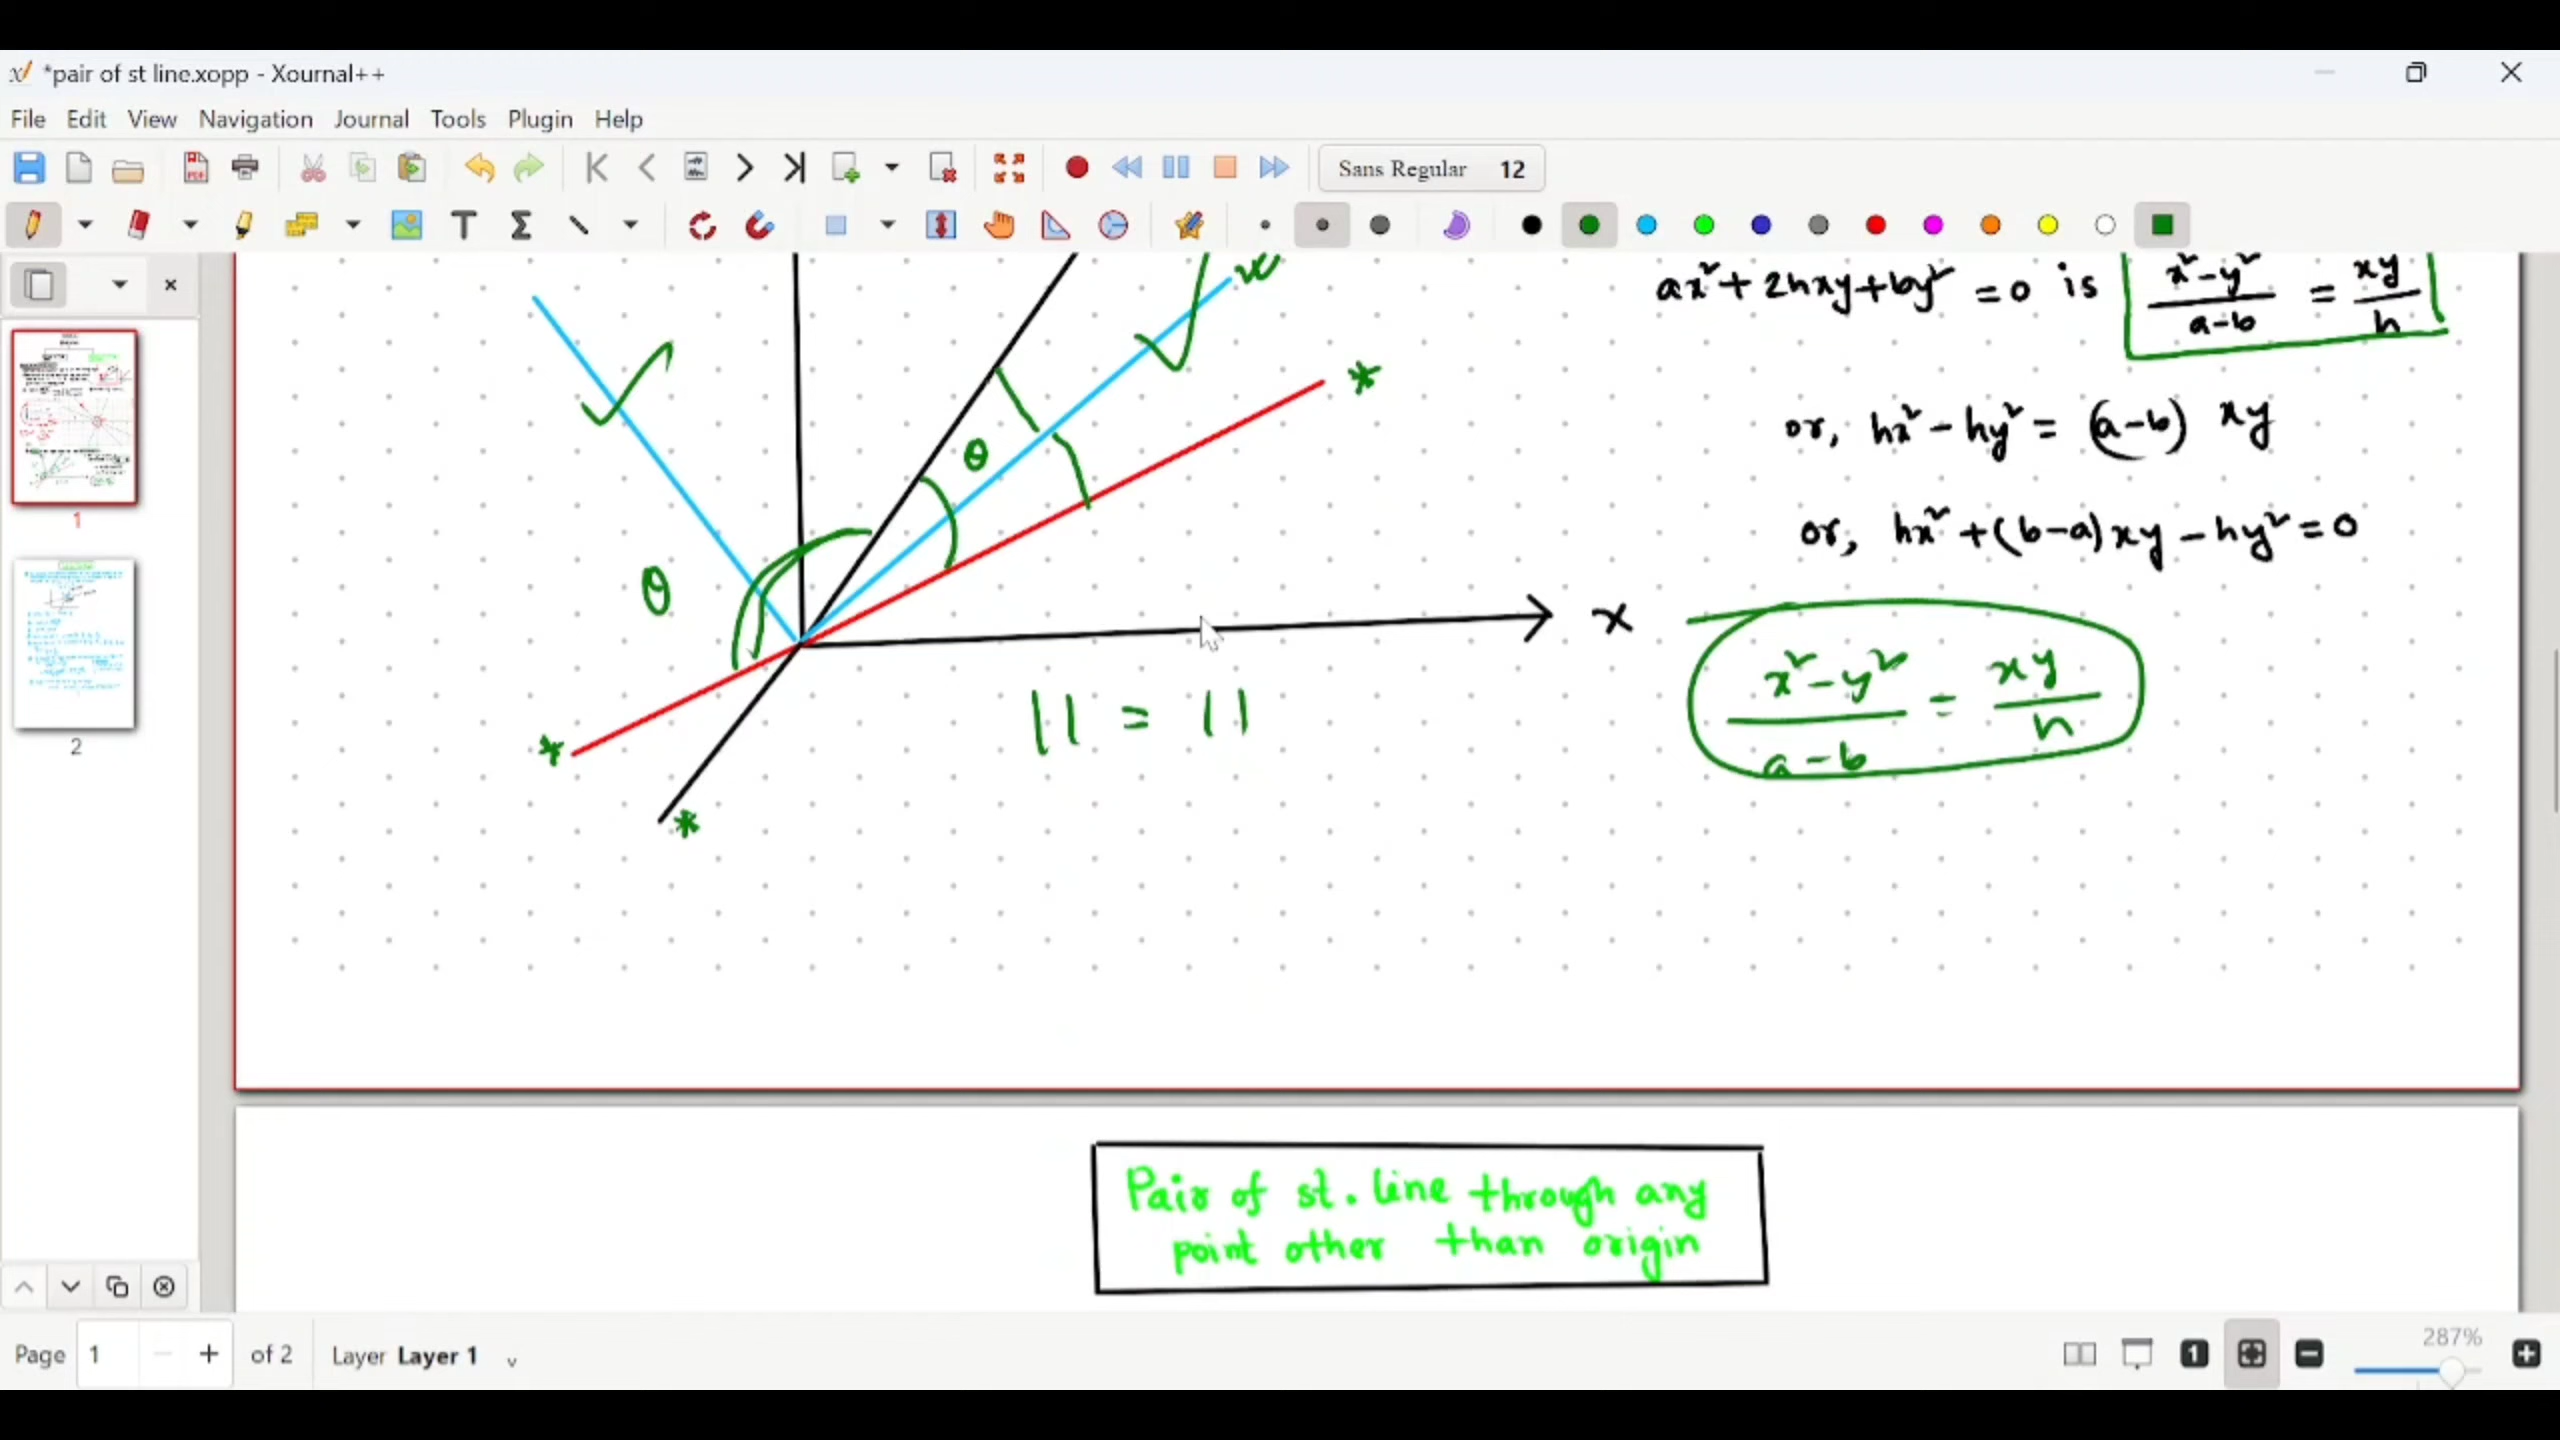 *pair of st line.xopp - Xournal++
File Edit View Navigation Journal Tools Plugin Help
Sans Regular 12
ax²+2hxy+by² =0 is
x²-y² / a-b = xy / h
or, hx²-hy² = (a-b) xy
or, hx²+(b-a)xy-hy²=0
x²-y² / a-b = xy / h
θ
θ
x
|| = ||
*
*
*
1
2
Pair of st. line through any
point other than origin
Page 1 of 2 Layer Layer 1
287%